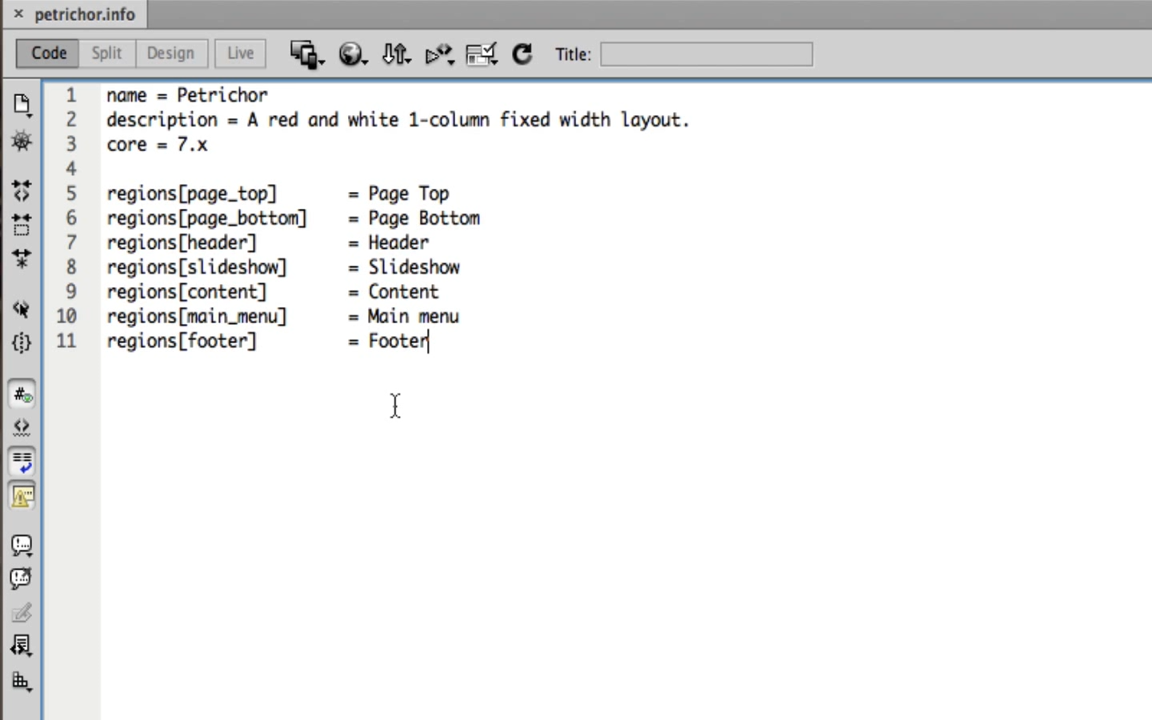 petrichor.info
Code Split Design Live Title:
1 name = Petrichor
2 description = A red and white 1-column fixed width layout.
3 core = 7.x
4
5 regions[page_top] = Page Top
6 regions[page_bottom] = Page Bottom
7 regions[header] = Header
8 regions[slideshow] = Slideshow
9 regions[content] = Content
10 regions[main_menu] = Main menu
11 regions[footer] = Footer